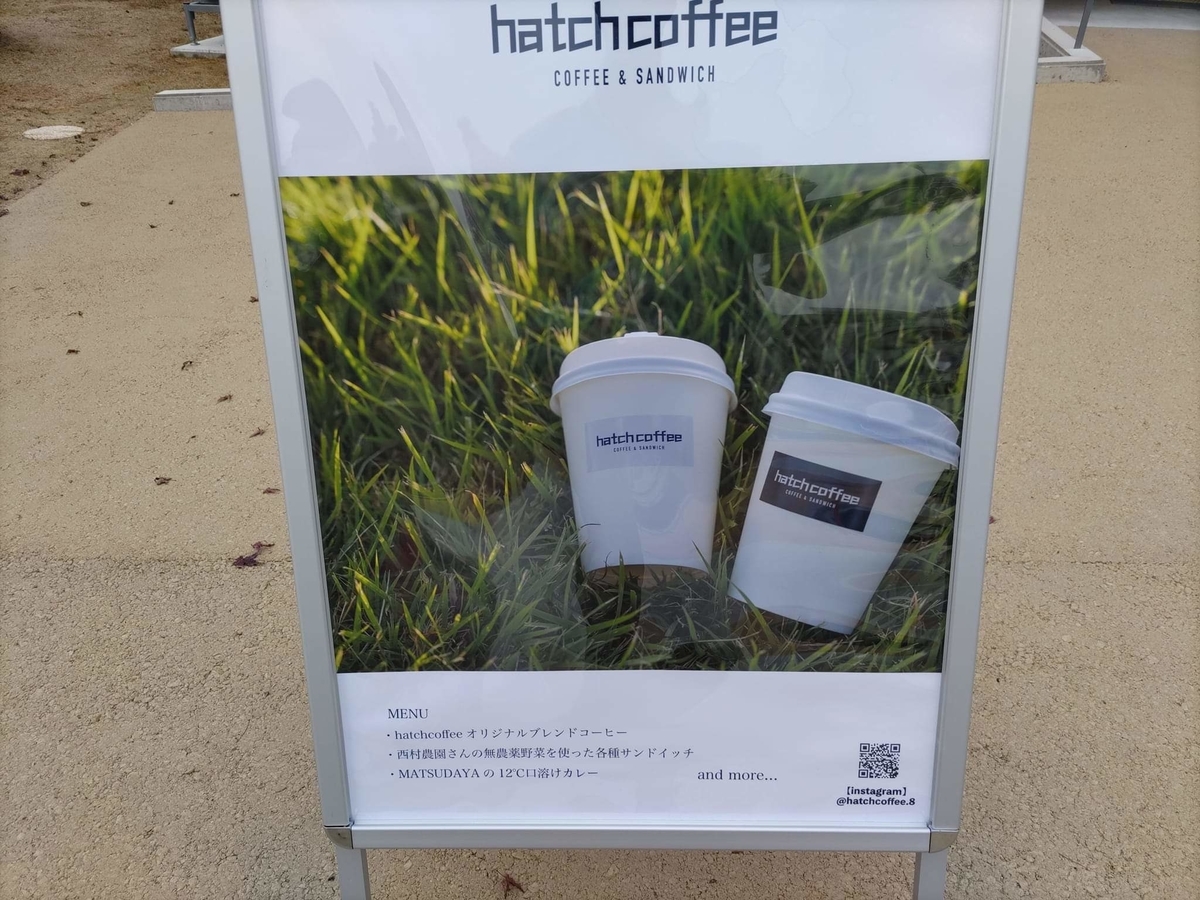 hatchcoffee
COFFEE & SANDWICH
hatchcoffee
COFFEE & SANDWICH
hatchcoffee
COFFEE & SANDWICH
MENU
・hatchcoffee オリジナルブレンドコーヒー
・西村農園さんの無農薬野菜を使った各種サンドイッチ
・MATSUDAYA の 12℃口溶けカレー
and more...
【instagram】
@hatchcoffee.8